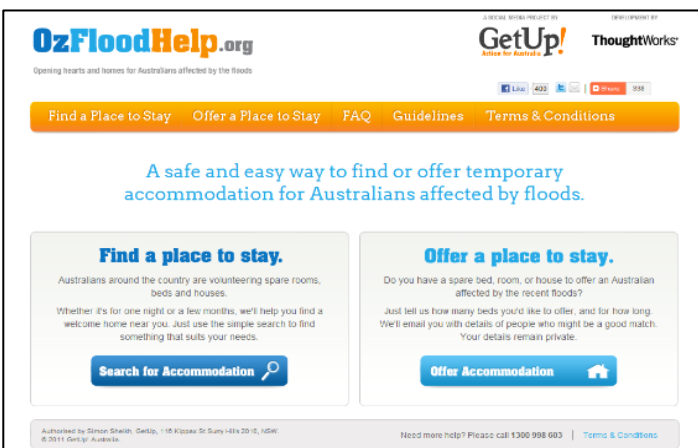 A SOCIAL MEDIA PROJECT BY
DEVELOPMENT BY
OzFloodHelp.org
GetUp!
Action for Australia
ThoughtWorks
Opening hearts and homes for Australians affected by the floods
Like 400 Share 998
Find a Place to Stay Offer a Place to Stay FAQ Guidelines Terms & Conditions
A safe and easy way to find or offer temporary
accommodation for Australians affected by floods.
Find a place to stay.
Australians around the country are volunteering spare rooms,
beds and houses.
Whether it's for one night or a few months, we'll help you find a
welcome home near you. Just use the simple search to find
something that suits your needs.
Search for Accommodation
Offer a place to stay.
Do you have a spare bed, room, or house to offer an Australian
affected by the recent floods?
Just tell us how many beds you'd like to offer, and for how long.
We'll email you with details of people who might be a good match.
Your details remain private.
Offer Accommodation
Authorised by Simon Sheikh, GetUp, 116 Kippax St Surry Hills 2010, NSW.
© 2011 GetUp! Australia.
Need more help? Please call 1300 998 603 | Terms & Conditions